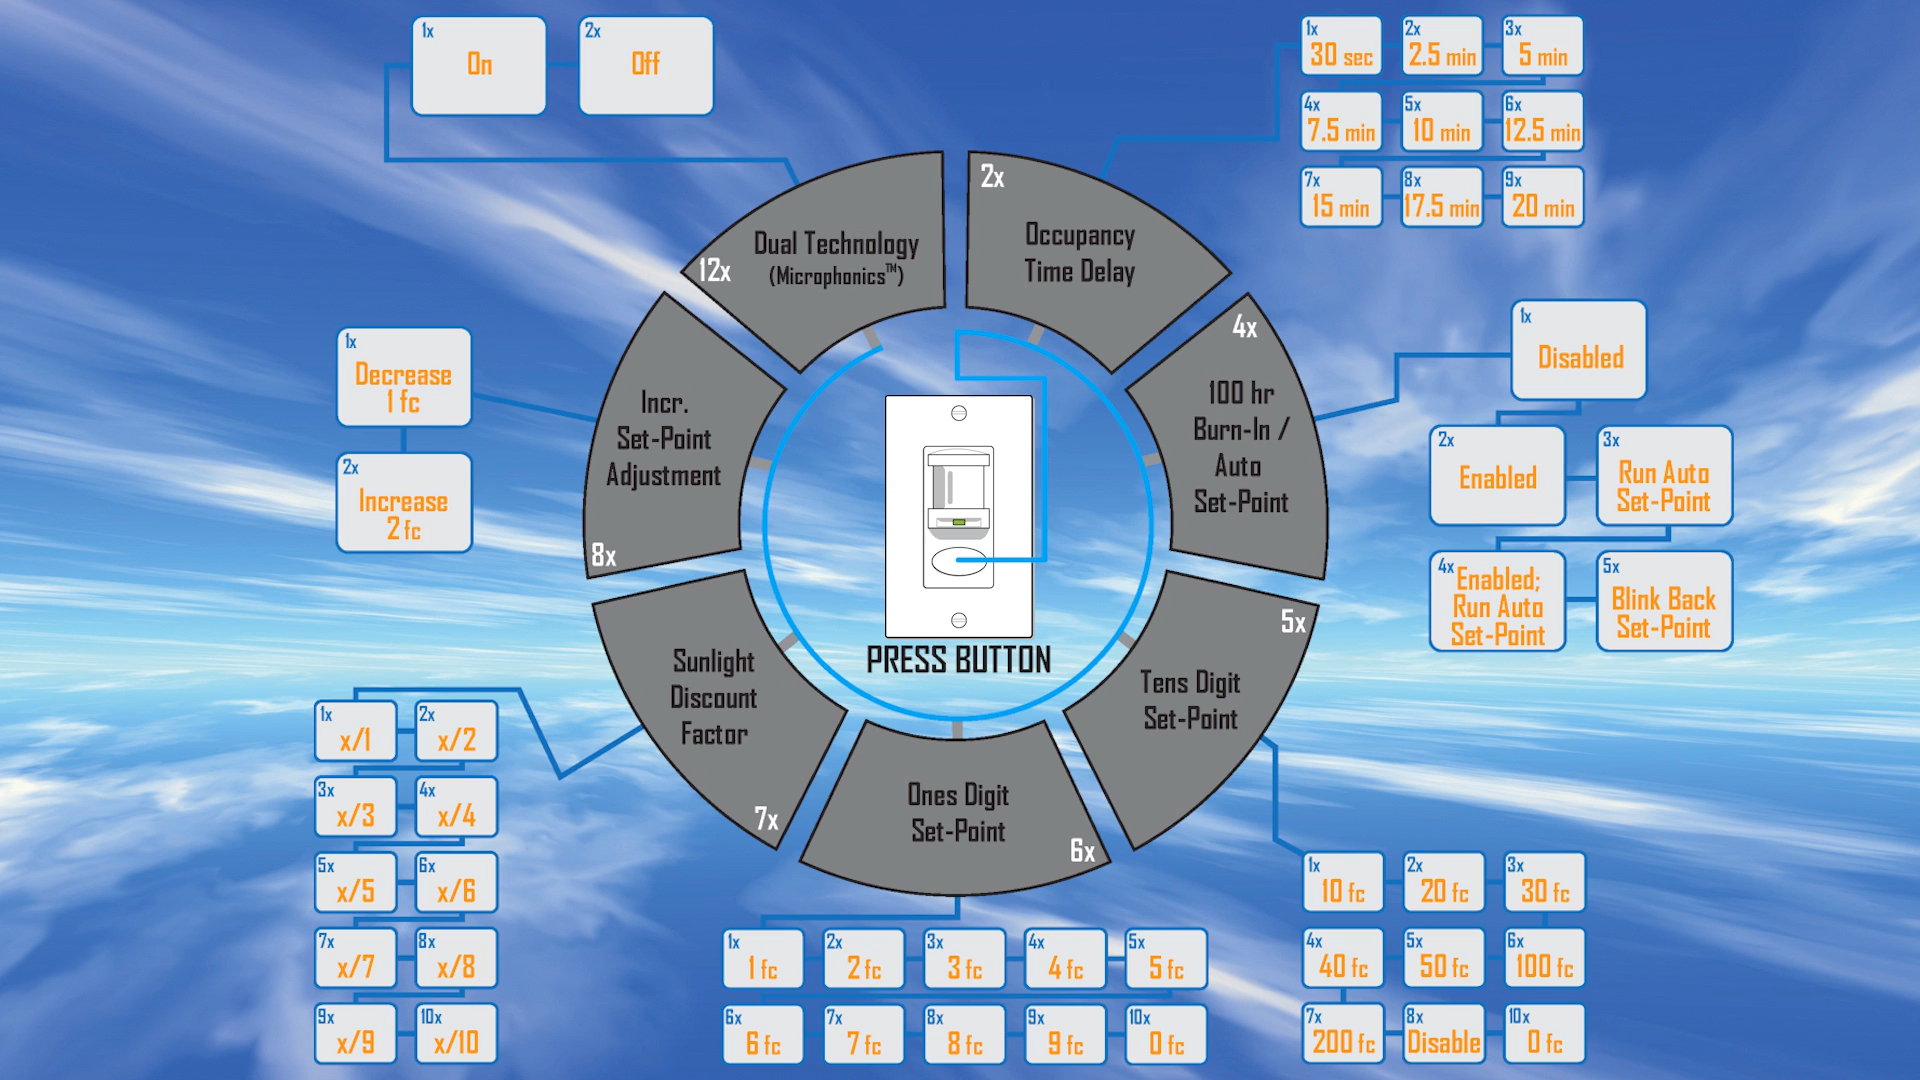 1x
On
2x
Off
1x
30 sec
2x
2.5 min
3x
5 min
4x
7.5 min
5x
10 min
6x
12.5 min
7x
15 min
8x
17.5 min
9x
20 min
12x
Dual Technology
(Microphonics™)
2x
Occupancy
Time Delay
4x
100 hr
Burn-In /
Auto
Set-Point
1x
Disabled
2x
Enabled
3x
Run Auto
Set-Point
4x
Enabled;
Run Auto
Set-Point
5x
Blink Back
Set-Point
1x
Decrease
1 fc
2x
Increase
2 fc
Incr.
Set-Point
Adjustment
8x
PRESS BUTTON
5x
Tens Digit
Set-Point
Sunlight
Discount
Factor
7x
Ones Digit
Set-Point
6x
1x
x/1
2x
x/2
3x
x/3
4x
x/4
5x
x/5
6x
x/6
7x
x/7
8x
x/8
9x
x/9
10x
x/10
1x
1 fc
2x
2 fc
3x
3 fc
4x
4 fc
5x
5 fc
6x
6 fc
7x
7 fc
8x
8 fc
9x
9 fc
10x
0 fc
1x
10 fc
2x
20 fc
3x
30 fc
4x
40 fc
5x
50 fc
6x
100 fc
7x
200 fc
8x
Disable
10x
0 fc